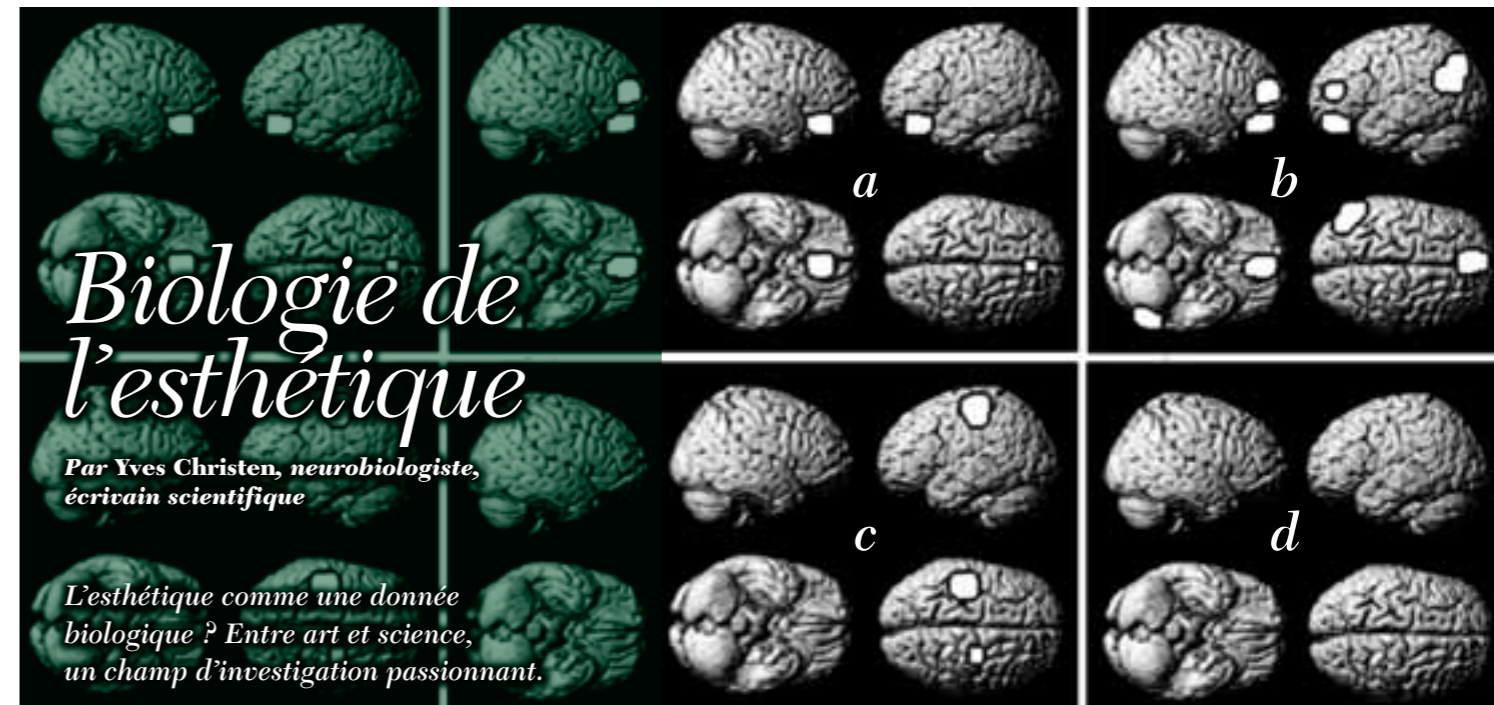 Biologie de
l’esthétique
Par Yves Christen, neurobiologiste,
écrivain scientifique
L’esthétique comme une donnée
biologique ? Entre art et science,
un champ d’investigation passionnant.
a
b
c
d